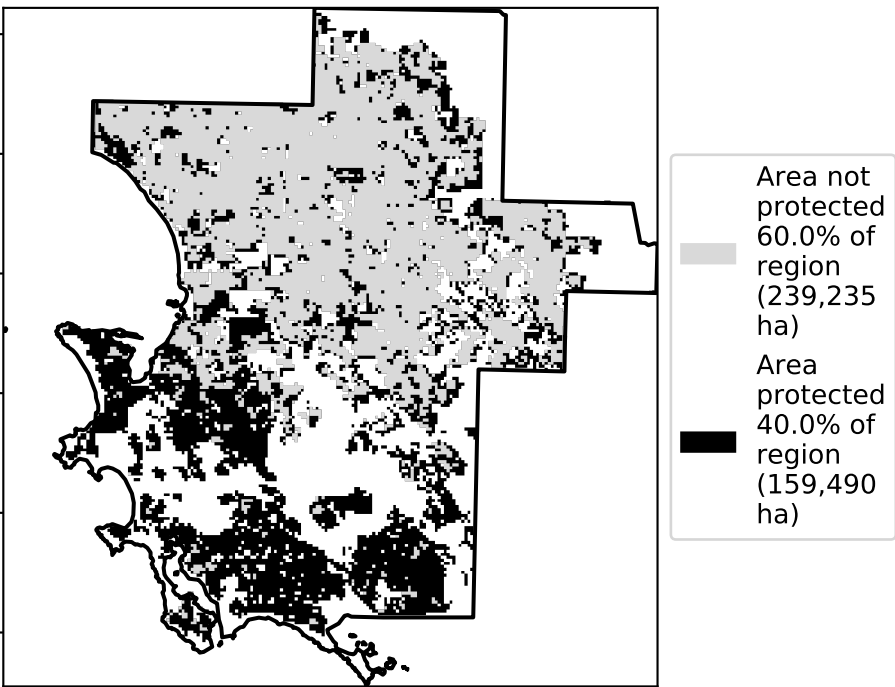 Area not
protected
60.0% of
region
(239,235
ha)
Area
protected
40.0% of
region
(159,490
ha)